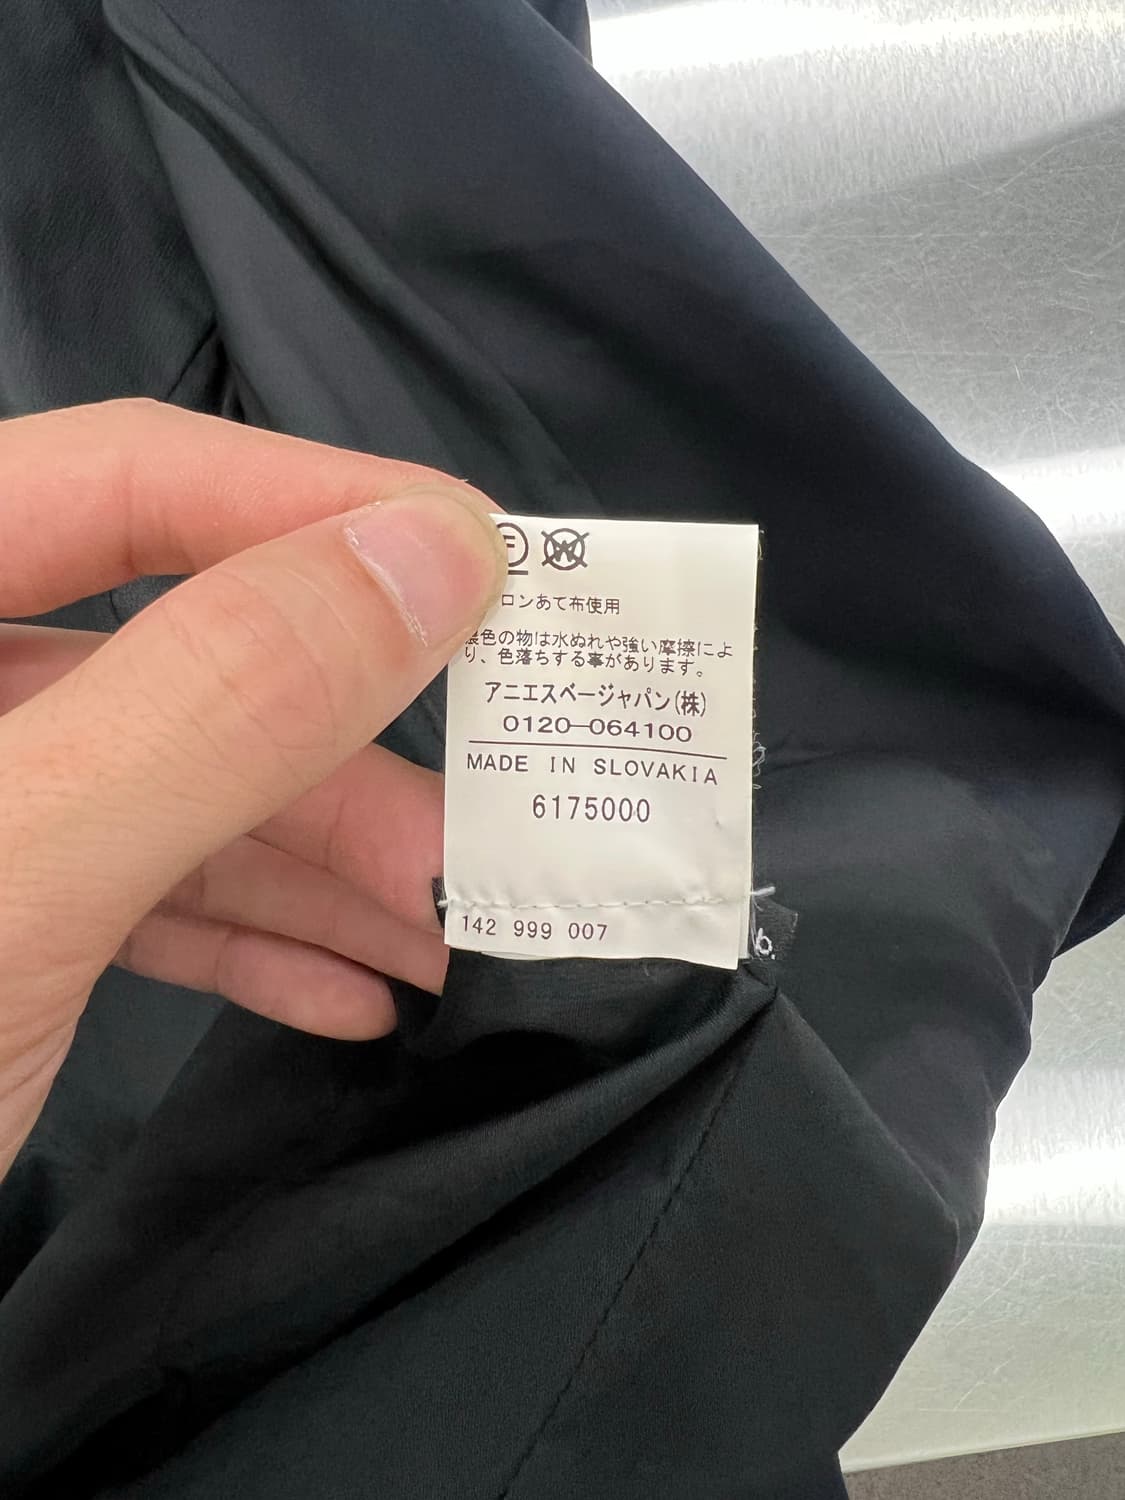 F W
ロンあて布使用
濃色の物は水ぬれや強い摩擦によ
り、色落ちする事があります。
アニエスベージャパン(株)
0120-064100
MADE IN SLOVAKIA
6175000
142 999 007